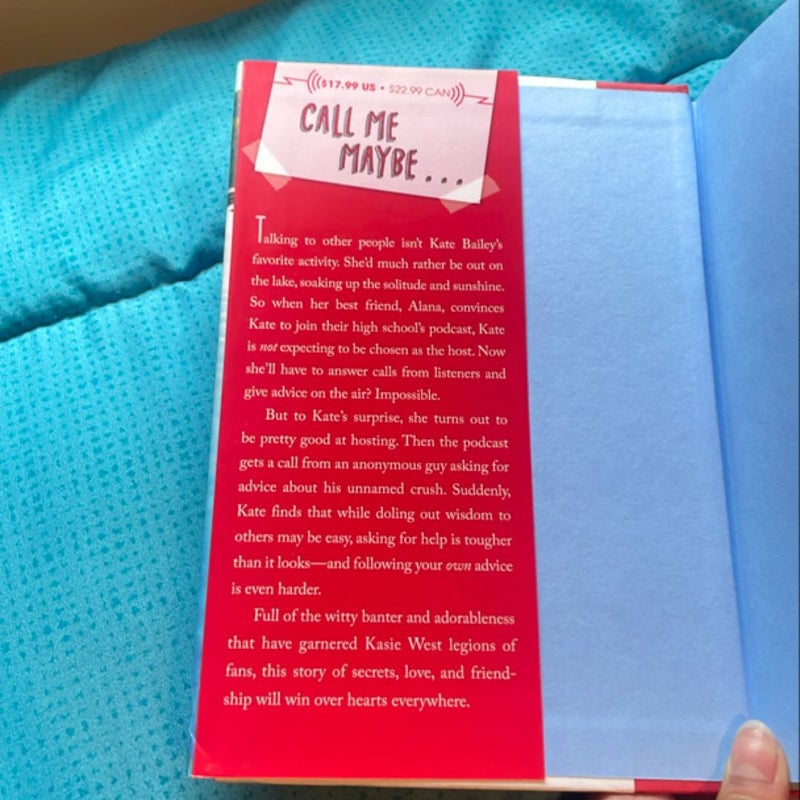 $17.99 US • $22.99 CAN
CALL ME
MAYBE...
Talking to other people isn't Kate Bailey's
favorite activity. She'd much rather be out on
the lake, soaking up the solitude and sunshine.
So when her best friend, Alana, convinces
Kate to join their high school's podcast, Kate
is not expecting to be chosen as the host. Now
she'll have to answer calls from listeners and
give advice on the air? Impossible.
But to Kate's surprise, she turns out to
be pretty good at hosting. Then the podcast
gets a call from an anonymous guy asking for
advice about his unnamed crush. Suddenly,
Kate finds that while doling out wisdom to
others may be easy, asking for help is tougher
than it looks—and following your own advice
is even harder.
Full of the witty banter and adorableness
that have garnered Kasie West legions of
fans, this story of secrets, love, and friend-
ship will win over hearts everywhere.